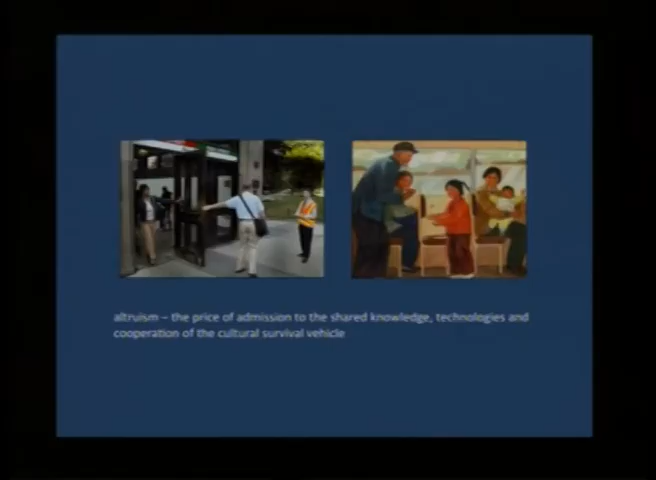 altruism – the price of admission to the shared knowledge, technologies and
cooperation of the cultural survival vehicle